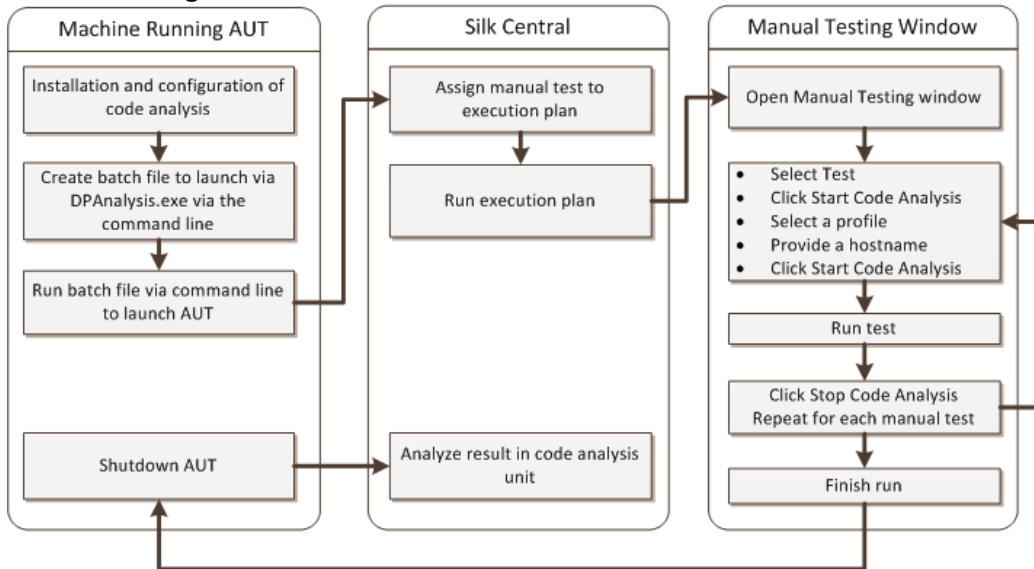 Machine Running AUT
Installation and configuration of
code analysis
Create batch file to launch via
DPAnalysis.exe via the
command line
Run batch file via command line
to launch AUT
Shutdown AUT
Silk Central
Assign manual test to
execution plan
Run execution plan
Analyze result in code analysis
unit
Manual Testing Window
Open Manual Testing window
• Select Test
• Click Start Code Analysis
• Select a profile
• Provide a hostname
• Click Start Code Analysis
Run test
Click Stop Code Analysis
Repeat for each manual test
Finish run